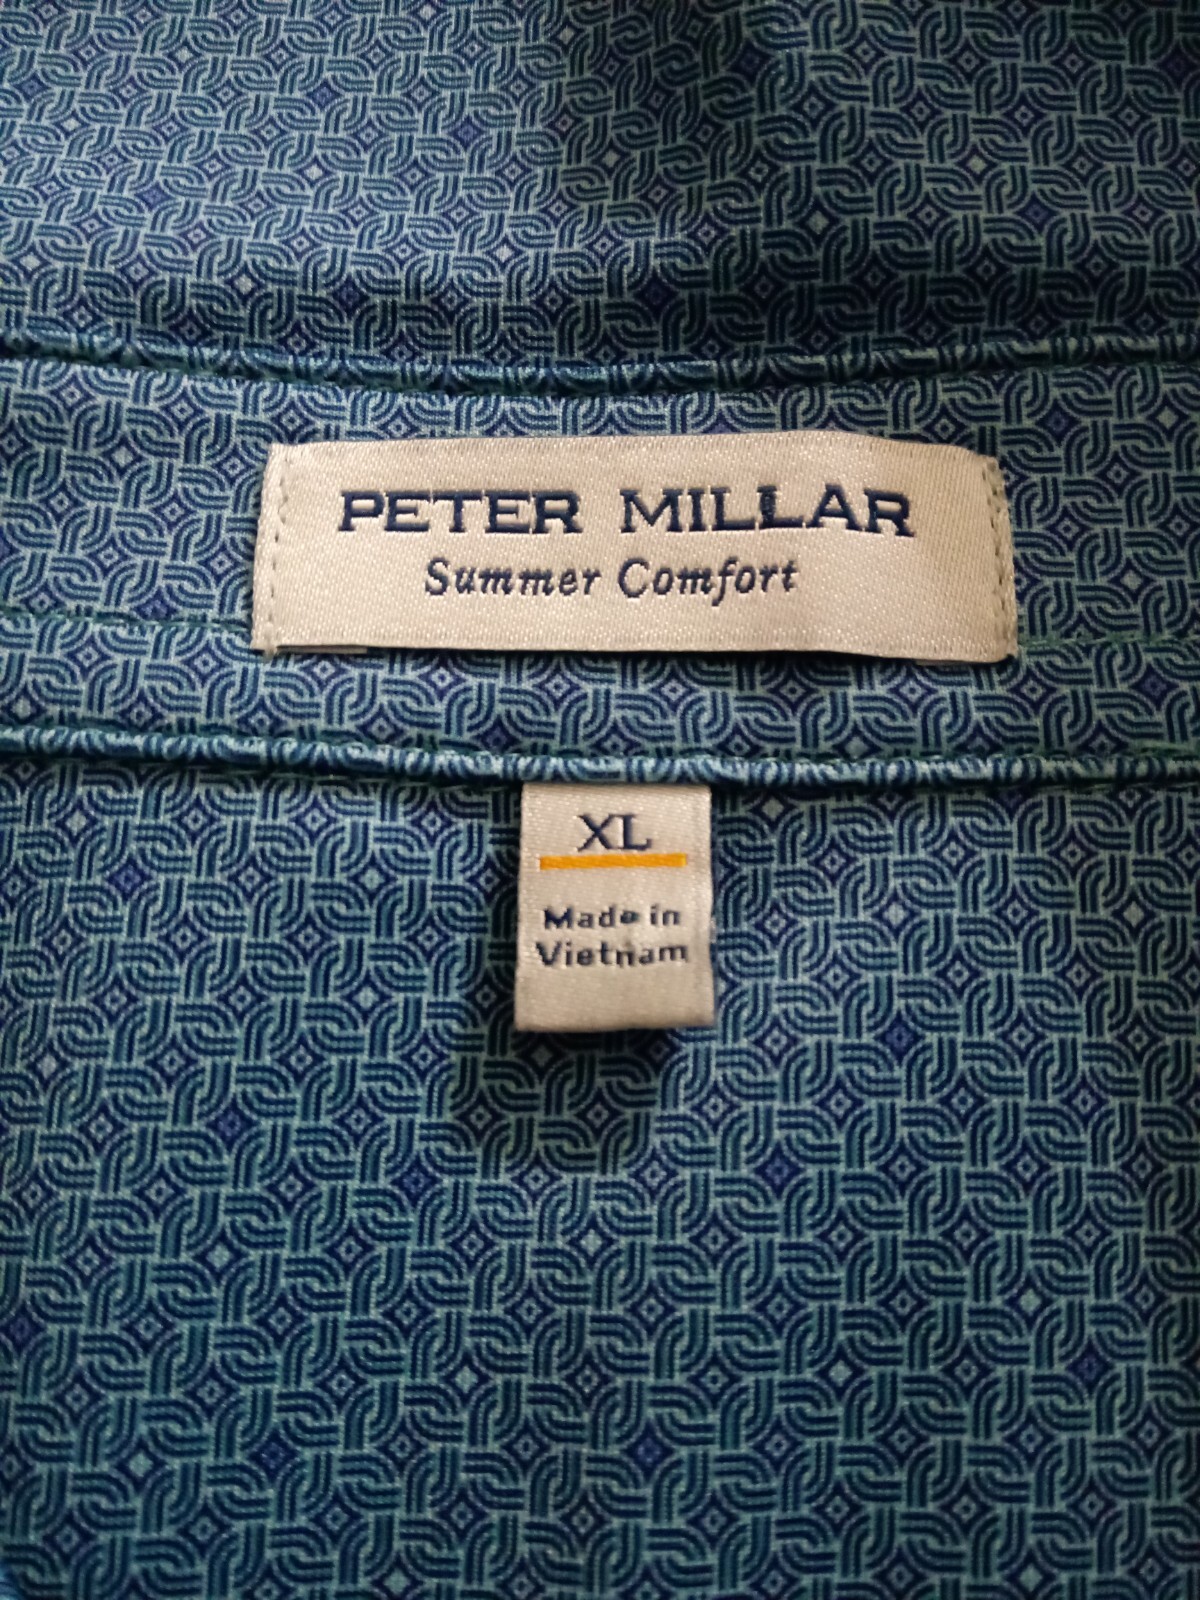 PETER MILLAR
Summer Comfort
XL
Made in
Vietnam